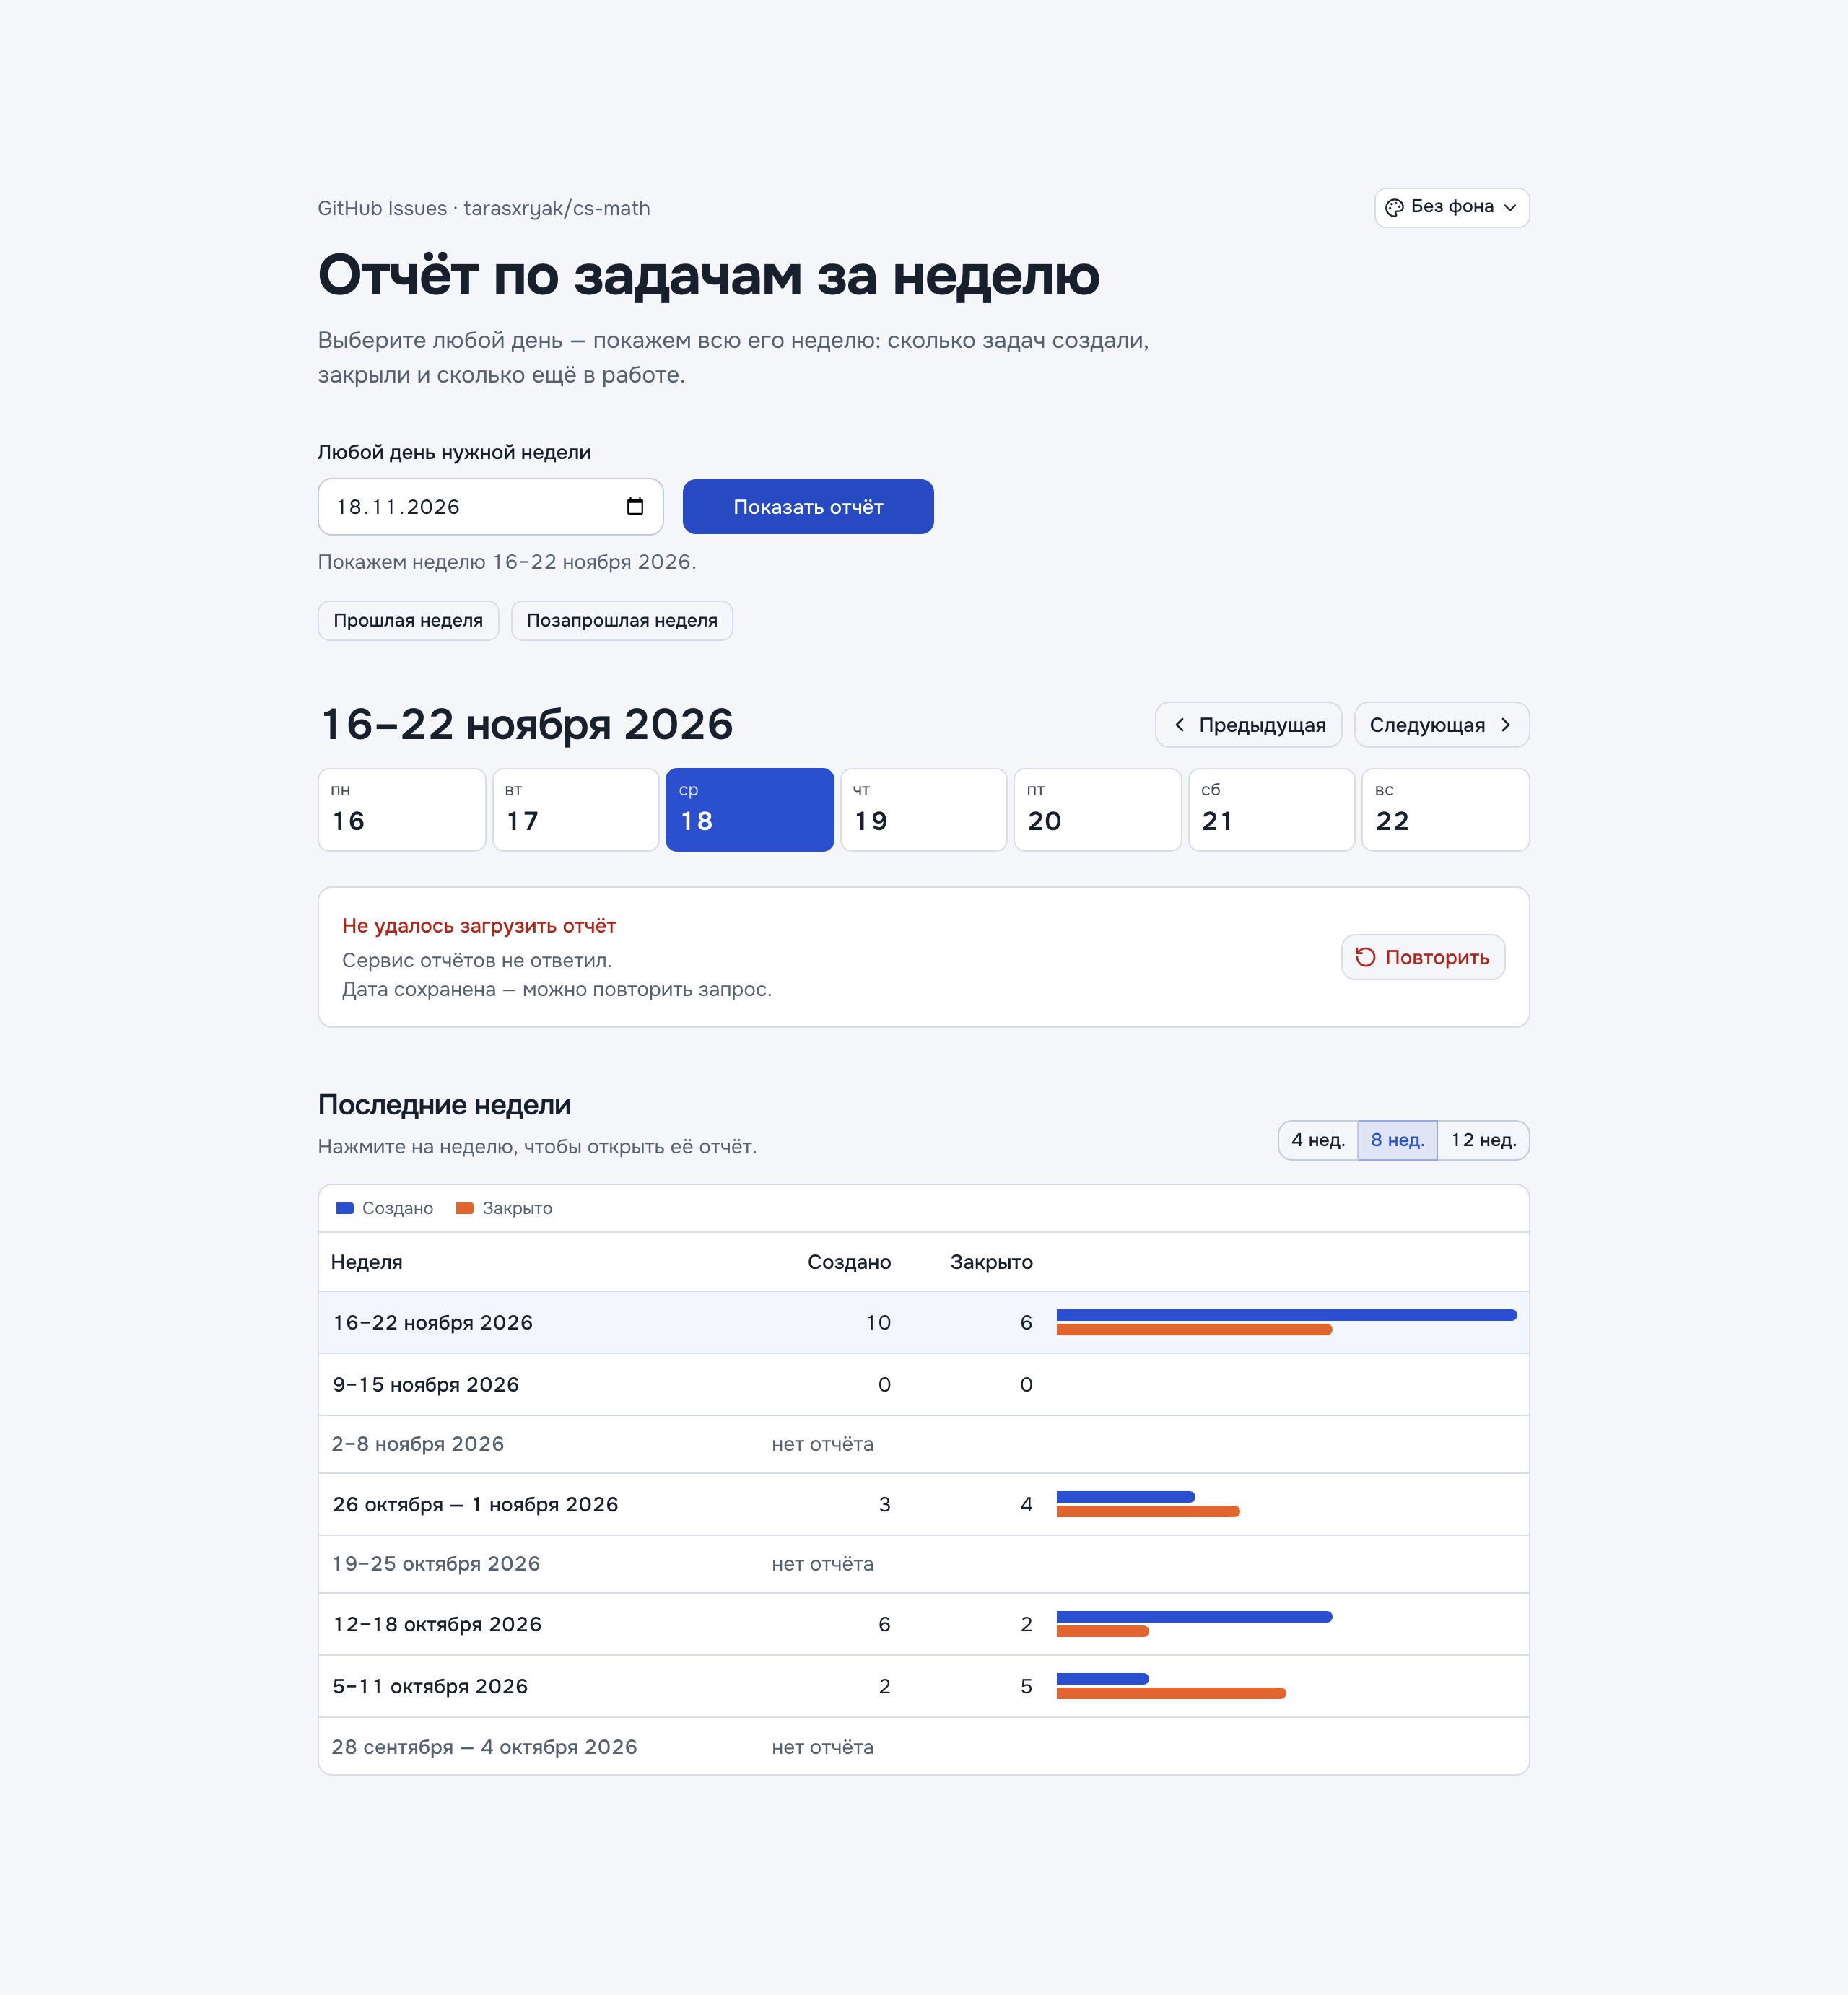 GitHub Issues · tarasxryak/cs-math
Без фона
Отчёт по задачам за неделю
Выберите любой день — покажем всю его неделю: сколько задач создали,
закрыли и сколько ещё в работе.
Любой день нужной недели
18.11.2026
Показать отчёт
Покажем неделю 16–22 ноября 2026.
Прошлая неделя
Позапрошлая неделя
16–22 ноября 2026
Предыдущая
Следующая
пн
16
вт
17
ср
18
чт
19
пт
20
сб
21
вс
22
Не удалось загрузить отчёт
Сервис отчётов не ответил.
Дата сохранена — можно повторить запрос.
Повторить
Последние недели
Нажмите на неделю, чтобы открыть её отчёт.
4 нед. 8 нед. 12 нед.
Создано Закрыто
Неделя Создано Закрыто
16–22 ноября 2026 10 6
9–15 ноября 2026 0 0
2–8 ноября 2026 нет отчёта
26 октября — 1 ноября 2026 3 4
19–25 октября 2026 нет отчёта
12–18 октября 2026 6 2
5–11 октября 2026 2 5
28 сентября — 4 октября 2026 нет отчёта